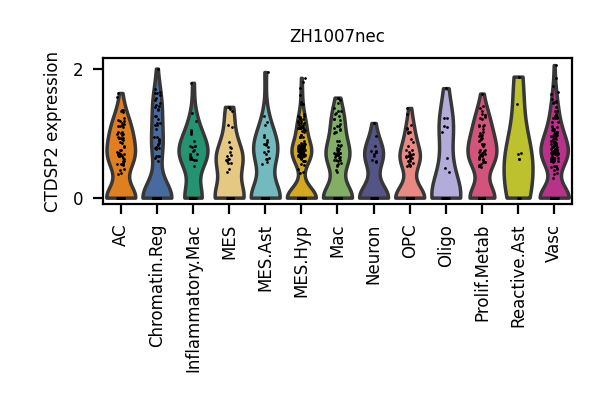 ZH1007nec
CTDSP2 expression
2
0
AC
Chromatin.Reg
Inflammatory.Mac
MES
MES.Ast
MES.Hyp
Mac
Neuron
OPC
Oligo
Prolif.Metab
Reactive.Ast
Vasc